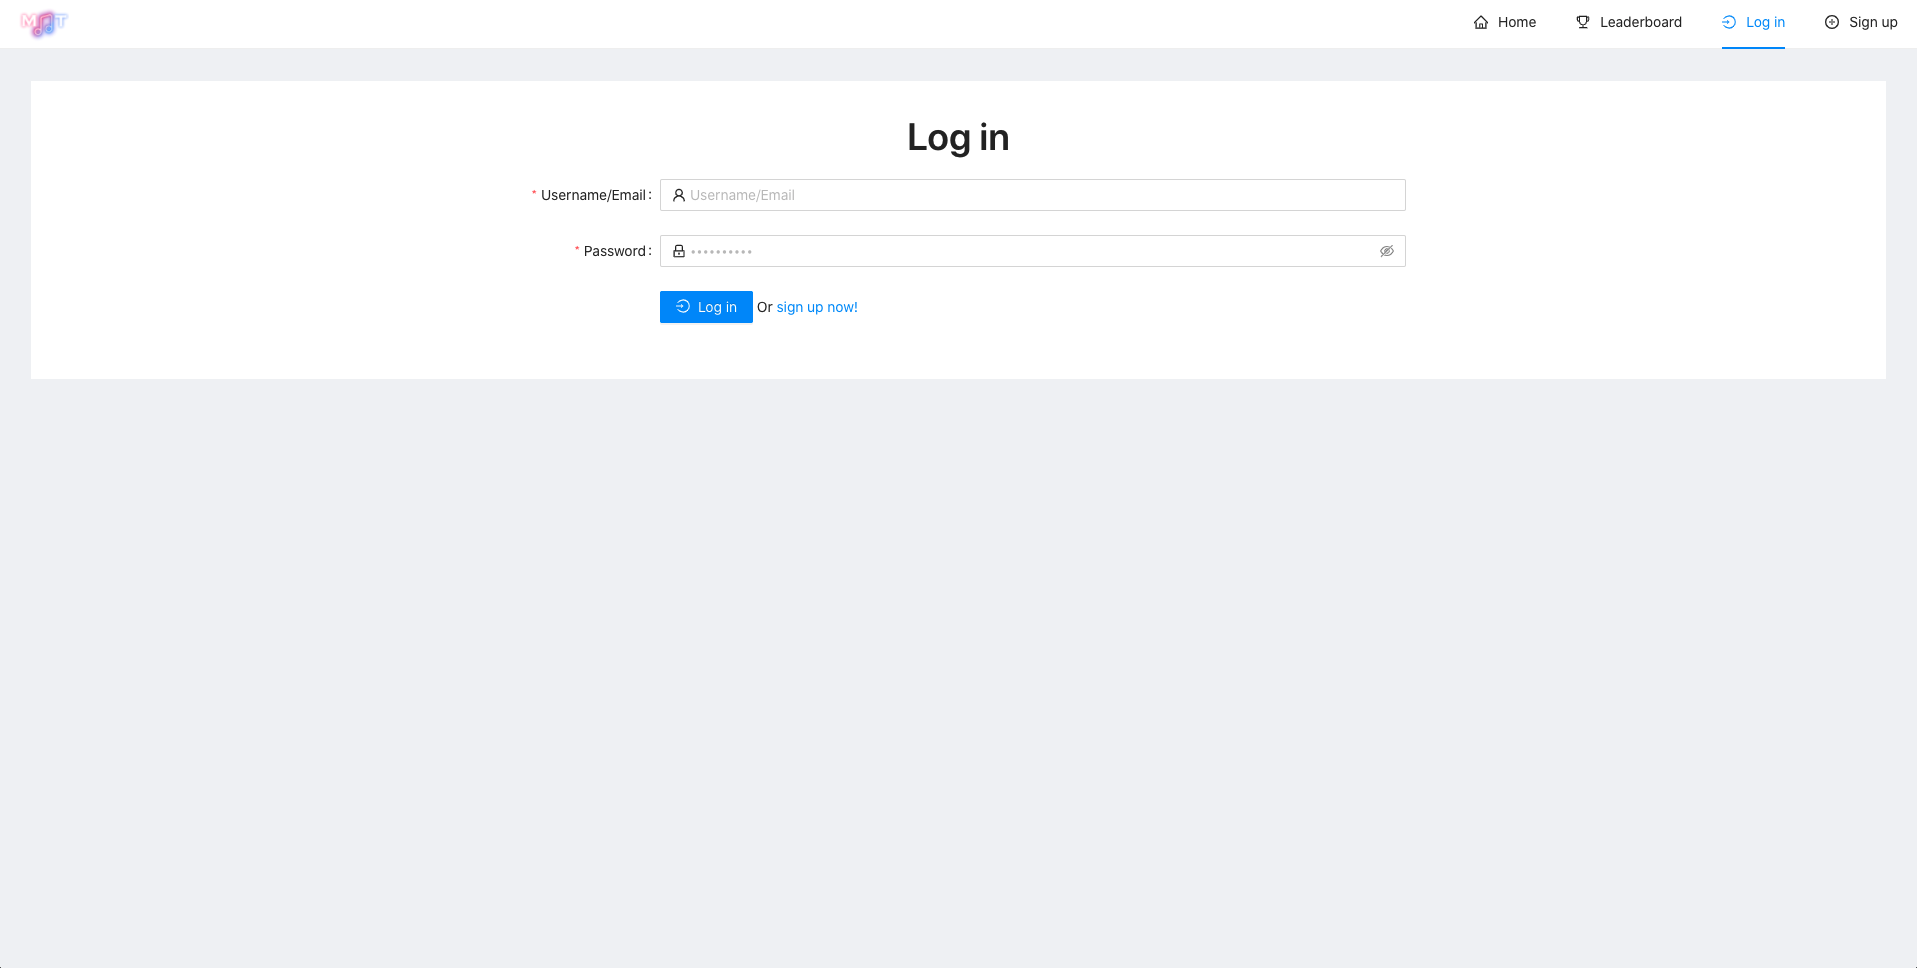 Home Leaderboard Log in Sign up
Log in
* Username/Email: Username/Email
* Password: ••••••••••
Log in Or sign up now!